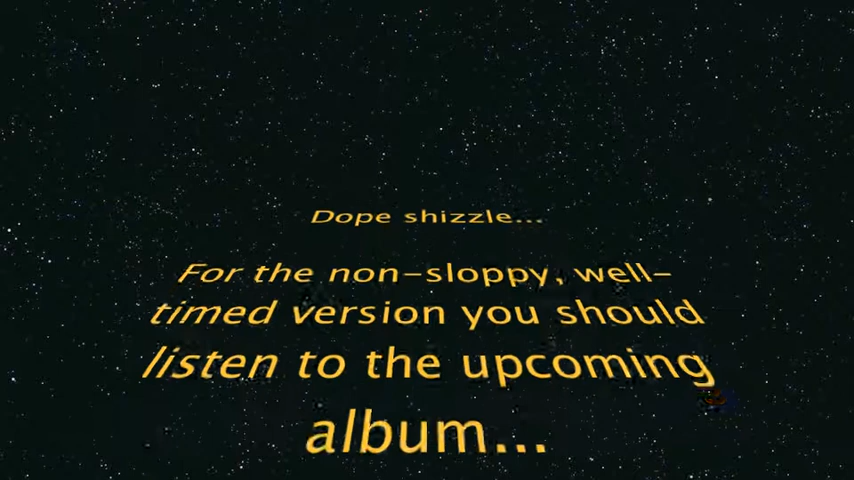 Dope shizzle...
For the non-sloppy, well-
timed version you should
listen to the upcoming
album...